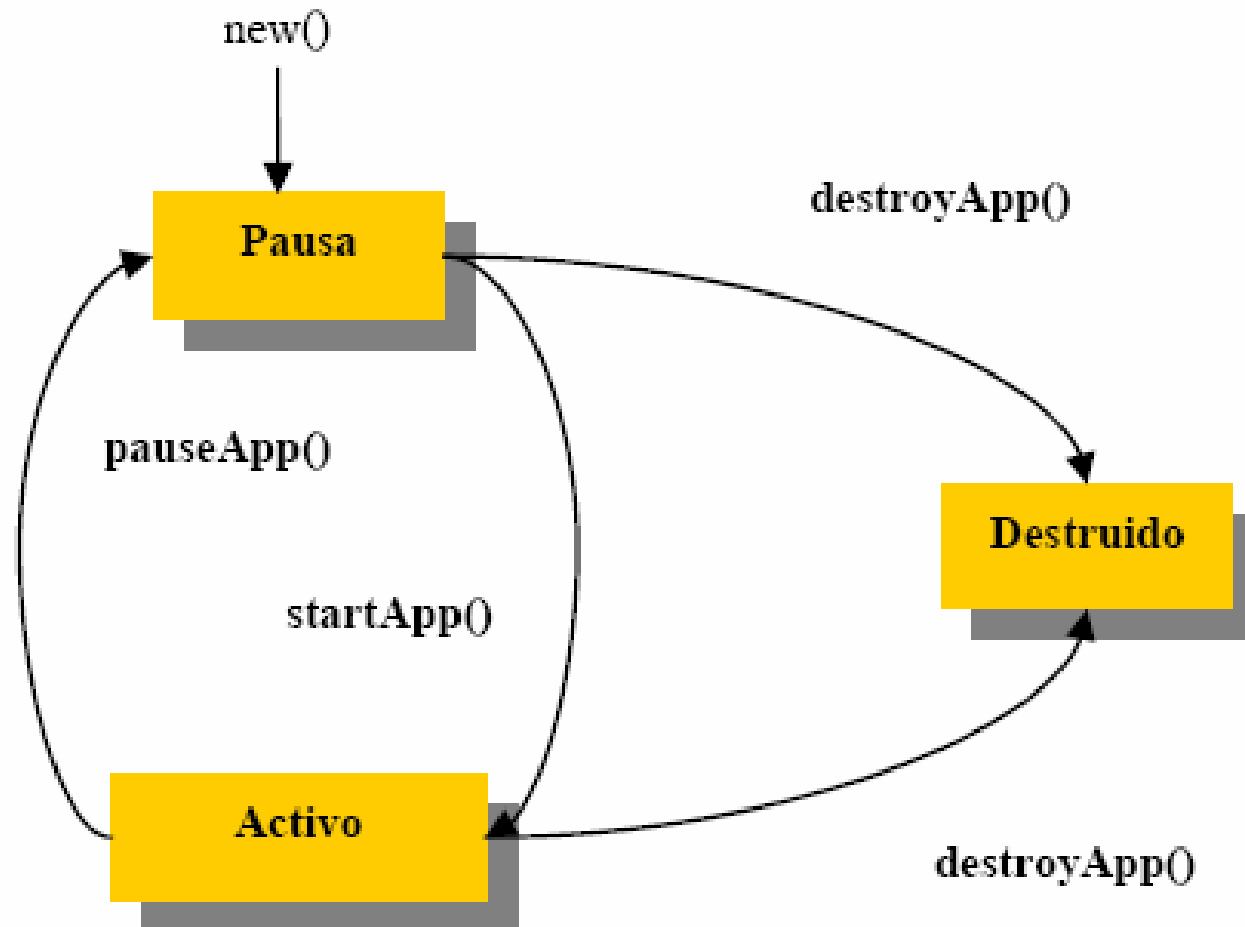 new()
destroyApp()
Pausa
pauseApp()
Destruido
startApp()
Activo
destroyApp()